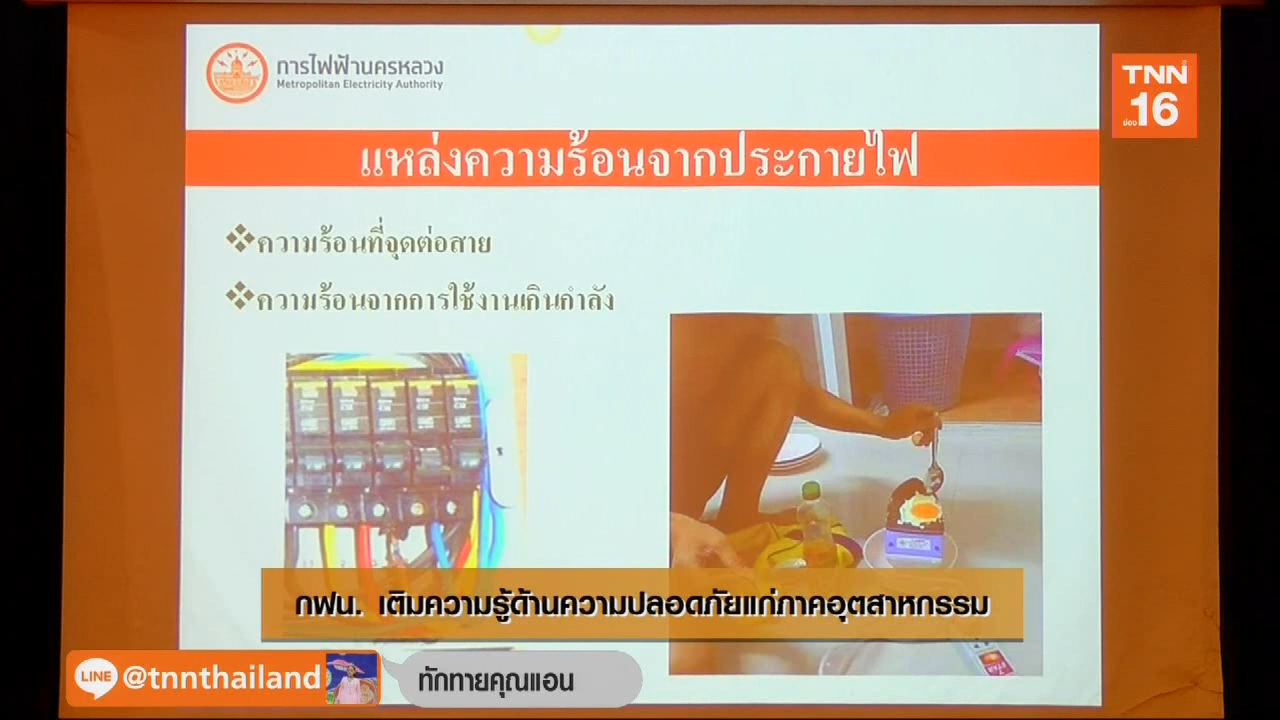 การไฟฟ้านครหลวง
Metropolitan Electricity Authority
TNN
ช่อง 16
แหล่งความร้อนจากประกายไฟ
❖ความร้อนที่จุดต่อสาย
❖ความร้อนจากการใช้งานเกินกำลัง
กฟน. เติมความรู้ด้านความปลอดภัยแก่ภาคอุตสาหกรรม
LINE @tnnthailand
ทักทายคุณแอน